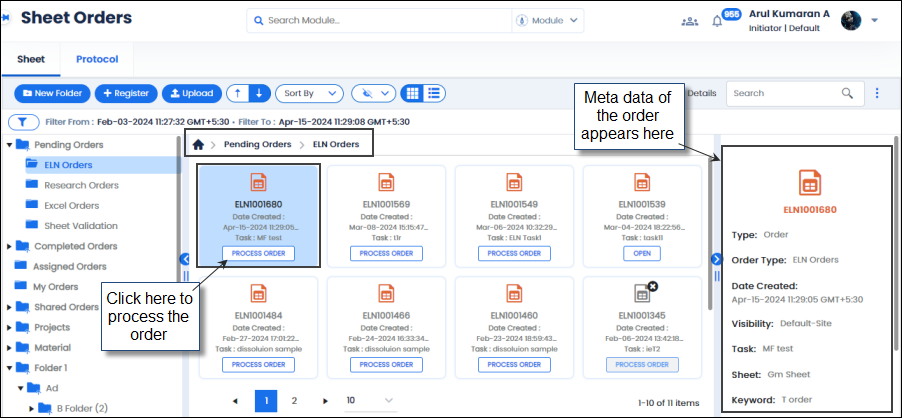 Sheet Orders
Search Module...
Module
955
Arul Kumaran A
Initiator | Default
Sheet
Protocol
New Folder
Register
Upload
Sort By
Details
Search
Filter From : Feb-03-2024 11:27:32 GMT+5:30 • Filter To : Apr-15-2024 11:29:08 GMT+5:30
Meta data of
the order
appears here
Pending Orders
ELN Orders
Research Orders
Excel Orders
Sheet Validation
Completed Orders
Assigned Orders
My Orders
Shared Orders
Projects
Material
Folder 1
Ad
B Folder (2)
Click here to
process the
order
Pending Orders
ELN Orders
ELN1001680
Date Created :
Apr-15-2024 11:29:05...
Task : MF test
PROCESS ORDER
ELN1001569
Date Created :
Mar-08-2024 15:15:47...
Task : t1r
PROCESS ORDER
ELN1001549
Date Created :
Mar-06-2024 10:32:29...
Task : ELN Task1
PROCESS ORDER
ELN1001539
Date Created :
Mar-04-2024 18:22:56...
Task : task11
OPEN
ELN1001484
Date Created :
Feb-27-2024 17:01:22...
Task : dissoluion sample
PROCESS ORDER
ELN1001466
Date Created :
Feb-24-2024 16:33:34...
Task : dissoluion sample
PROCESS ORDER
ELN1001460
Date Created :
Feb-23-2024 18:59:43...
Task : dissoluion sample
PROCESS ORDER
ELN1001345
Date Created :
Feb-06-2024 13:42:18...
Task : ieT2
PROCESS ORDER
1
2
10
1-10 of 11 items
ELN1001680
Type: Order
Order Type: ELN Orders
Date Created:
Apr-15-2024 11:29:05 GMT+5:30
Visibility: Default-Site
Task: MF test
Sheet: Gm Sheet
Keyword: T order